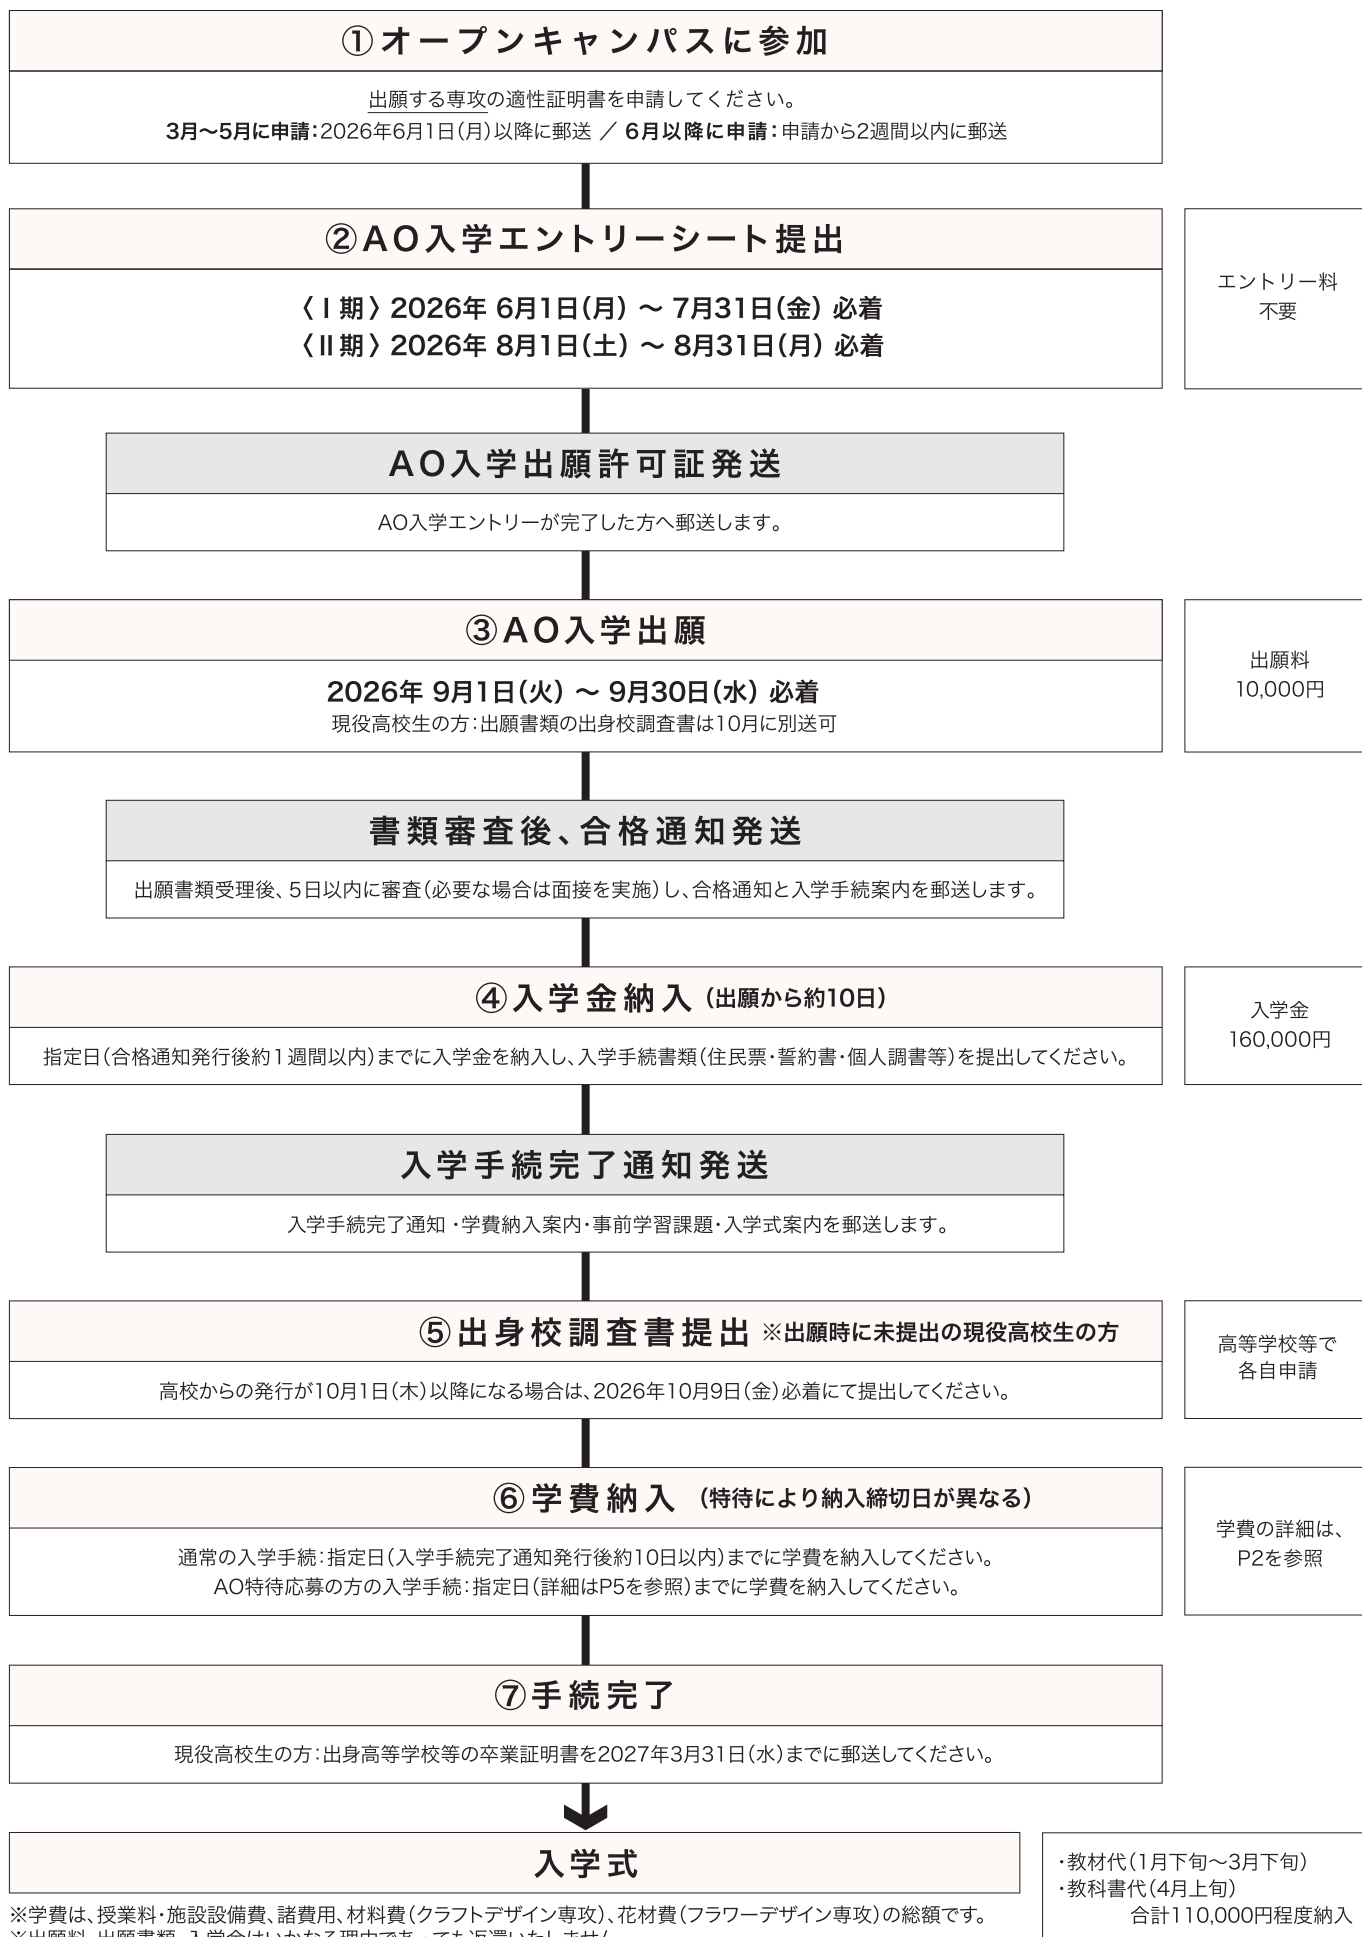 ①オープンキャンパスに参加
出願する専攻の適性証明書を申請してください。
3月～5月に申請：2026年6月1日（月）以降に郵送 ／ 6月以降に申請：申請から2週間以内に郵送
②AO入学エントリーシート提出
〈Ⅰ期〉2026年 6月1日（月）～ 7月31日（金）必着
〈Ⅱ期〉2026年 8月1日（土）～ 8月31日（月）必着
エントリー料
不要
AO入学出願許可証発送
AO入学エントリーが完了した方へ郵送します。
③AO入学出願
2026年 9月1日（火）～ 9月30日（水）必着
現役高校生の方：出願書類の出身校調査書は10月に別送可
出願料
10,000円
書類審査後、合格通知発送
出願書類受理後、5日以内に審査（必要な場合は面接を実施）し、合格通知と入学手続案内を郵送します。
④入学金納入（出願から約10日）
指定日（合格通知発行後約1週間以内）までに入学金を納入し、入学手続書類（住民票・誓約書・個人調書等）を提出してください。
入学金
160,000円
入学手続完了通知発送
入学手続完了通知・学費納入案内・事前学習課題・入学式案内を郵送します。
⑤出身校調査書提出 ※出願時に未提出の現役高校生の方
高校からの発行が10月1日（木）以降になる場合は、2026年10月9日（金）必着にて提出してください。
高等学校等で
各自申請
⑥学費納入 （特待により納入締切日が異なる）
通常の入学手続：指定日（入学手続完了通知発行後約10日以内）までに学費を納入してください。
AO特待応募の方の入学手続：指定日（詳細はP5を参照）までに学費を納入してください。
学費の詳細は、
P2を参照
⑦手続完了
現役高校生の方：出身高等学校等の卒業証明書を2027年3月31日（水）までに郵送してください。
入学式
・教材代（1月下旬～3月下旬）
・教科書代（4月上旬）
合計110,000円程度納入
※学費は、授業料・施設設備費、諸費用、材料費（クラフトデザイン専攻）、花材費（フラワーデザイン専攻）の総額です。
※出願料、出願書類、入学金はいかなる理由であっても返還いたしません。